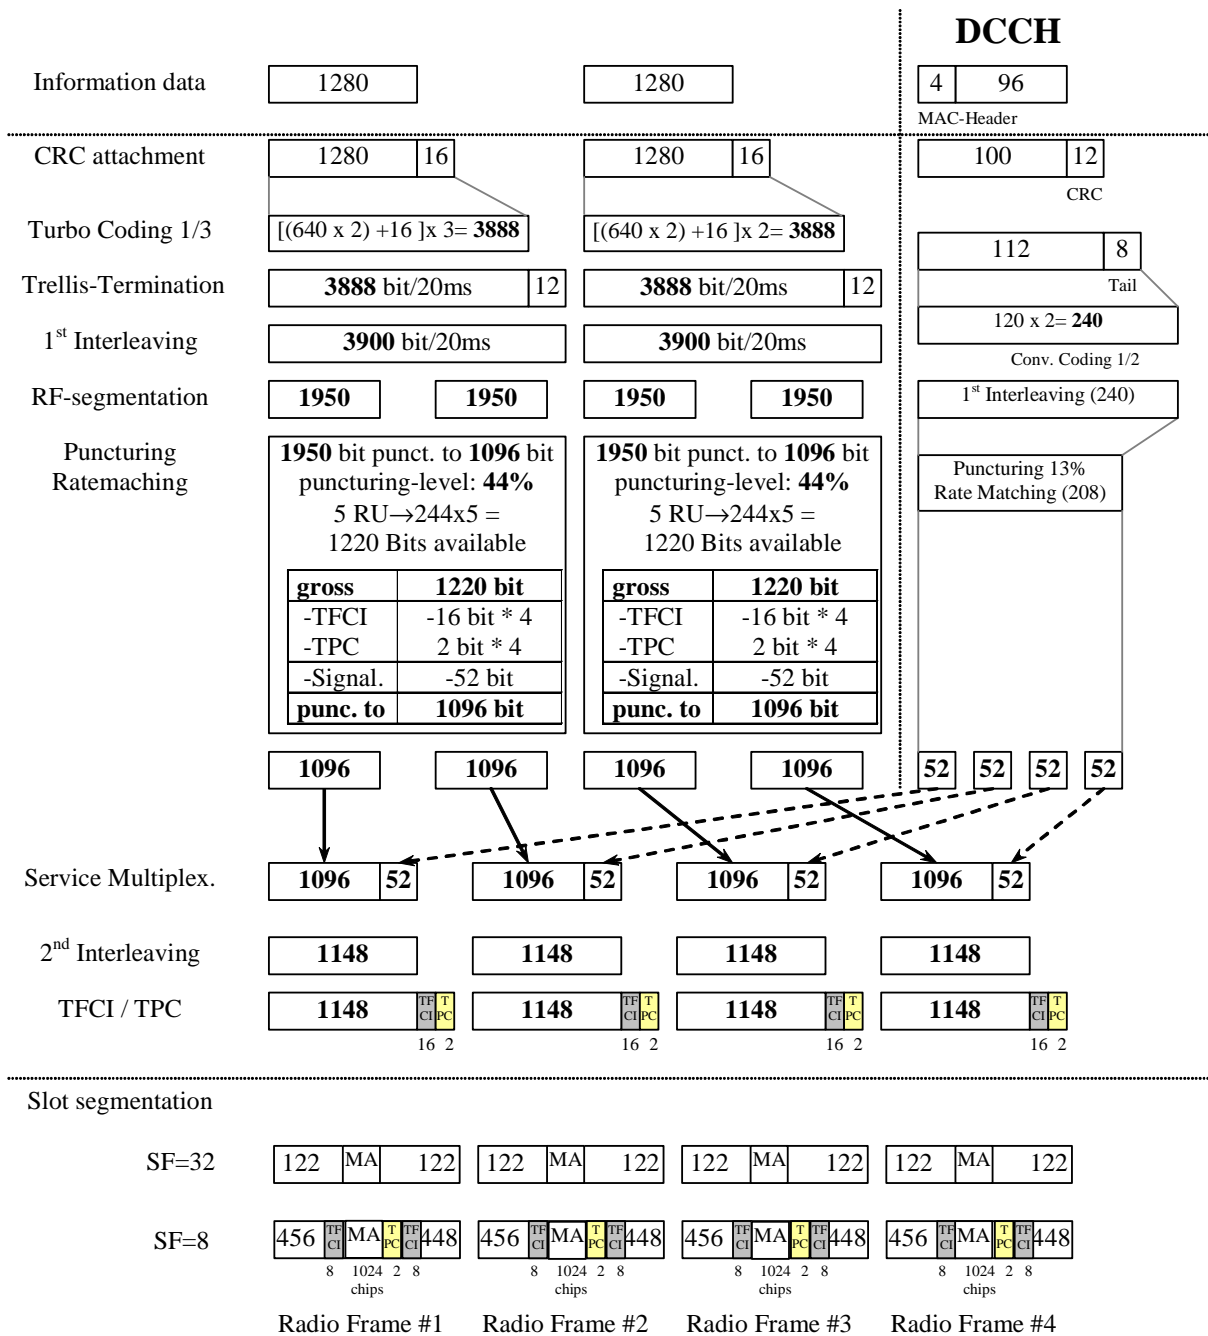 DCCH
Information data 1280 1280 4 96
MAC-Header
CRC attachment 1280 16 1280 16 100 12
CRC
Turbo Coding 1/3 [(640 x 2) +16 ]x 3= 3888 [(640 x 2) +16 ]x 2= 3888
112 8
Trellis-Termination 3888 bit/20ms 12 3888 bit/20ms 12
Tail
120 x 2= 240
1st Interleaving 3900 bit/20ms 3900 bit/20ms
Conv. Coding 1/2
RF-segmentation 1950 1950 1950 1950 1st Interleaving (240)
Puncturing
Ratemaching
1950 bit punct. to 1096 bit
puncturing-level: 44%
5 RU→244x5 =
1220 Bits available
gross 1220 bit
-TFCI -16 bit * 4
-TPC 2 bit * 4
-Signal. -52 bit
punc. to 1096 bit
1950 bit punct. to 1096 bit
puncturing-level: 44%
5 RU→244x5 =
1220 Bits available
gross 1220 bit
-TFCI -16 bit * 4
-TPC 2 bit * 4
-Signal. -52 bit
punc. to 1096 bit
Puncturing 13%
Rate Matching (208)
1096 1096 1096 1096 52 52 52 52
Service Multiplex. 1096 52 1096 52 1096 52 1096 52
2nd Interleaving 1148 1148 1148 1148
TFCI / TPC 1148 TF CI T PC 1148 TF CI T PC 1148 TF CI T PC 1148 TF CI T PC
16 2 16 2 16 2 16 2
Slot segmentation
SF=32 122 MA 122 122 MA 122 122 MA 122 122 MA 122
SF=8 456 TF CI MA T PC TF CI 448 456 TF CI MA T PC TF CI 448 456 TF CI MA T PC TF CI 448 456 TF CI MA T PC TF CI 448
8 1024 2 8 8 1024 2 8 8 1024 2 8 8 1024 2 8
chips chips chips chips
Radio Frame #1 Radio Frame #2 Radio Frame #3 Radio Frame #4